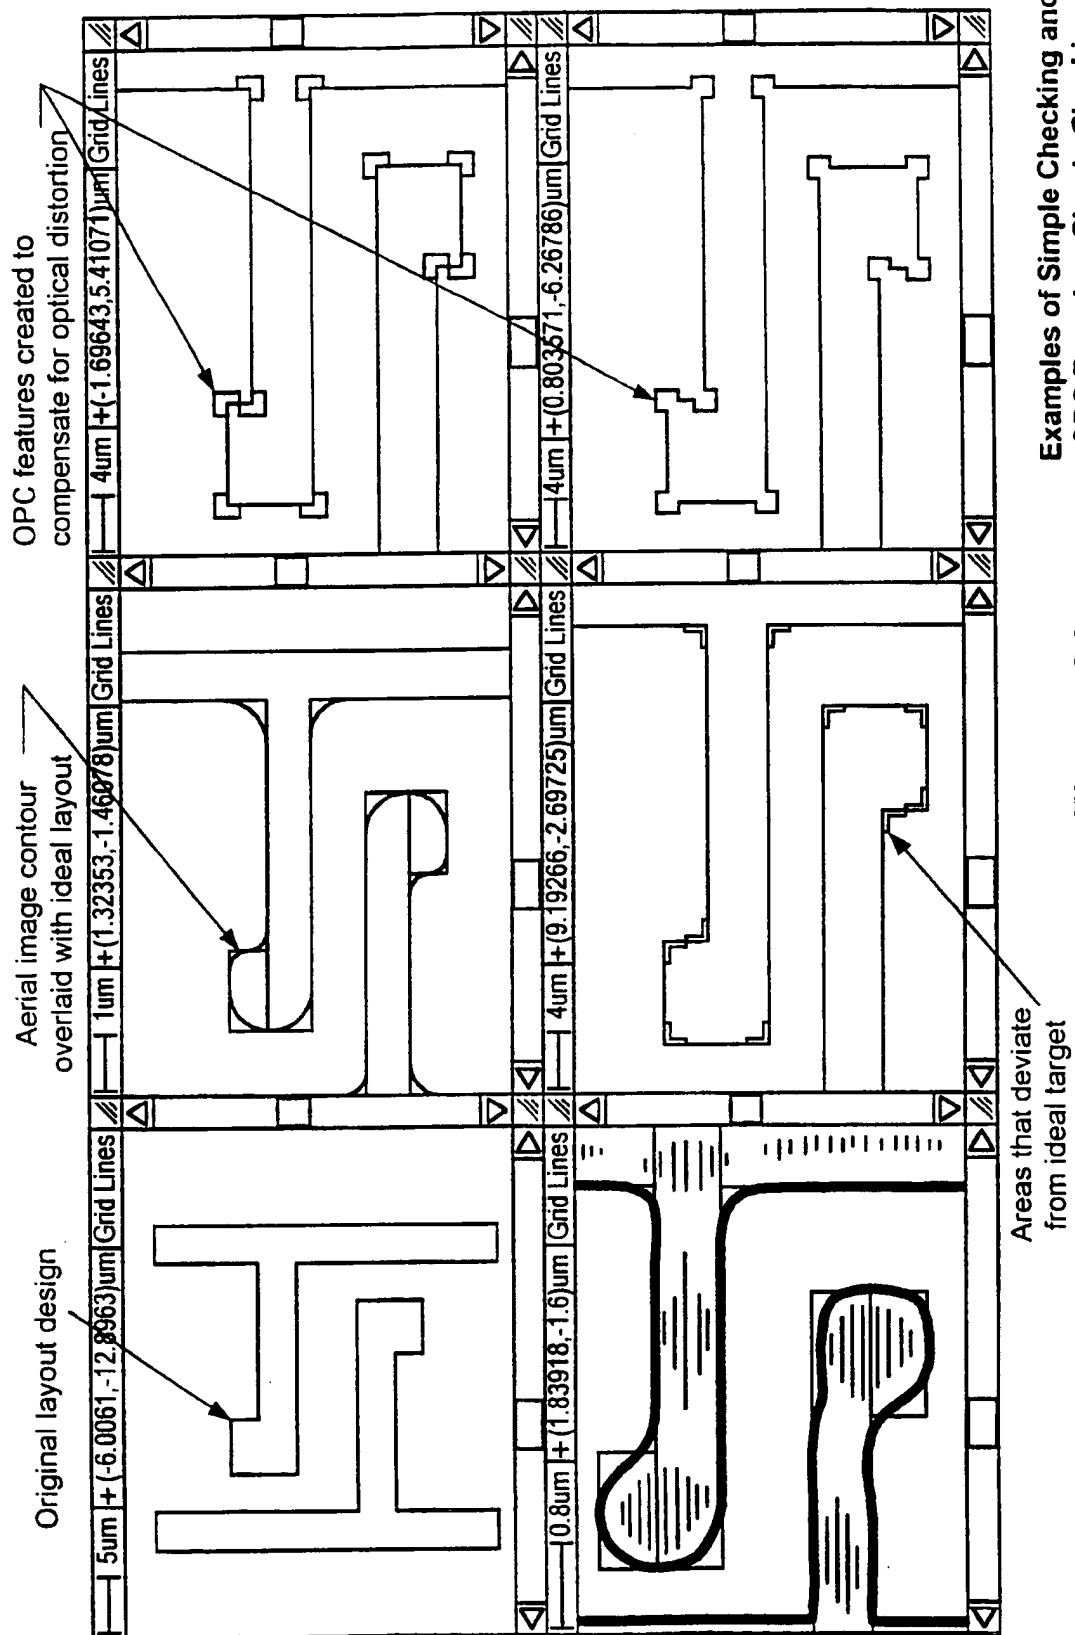 Original layout design
Aerial image contour
overlaid with ideal layout
OPC features created to
compensate for optical distortion
5um +(-6.0061,-12.8963)um Grid Lines
1um +(1.32353,-1.46078)um Grid Lines
4um +(-1.69643,5.41071)um Grid Lines
0.8um +(1.83918,-1.6)um Grid Lines
4um +(9.19266,-2.69725)um Grid Lines
4um +(0.803571,-6.26786)um Grid Lines
Areas that deviate
from ideal target
Examples of Simple Checking and